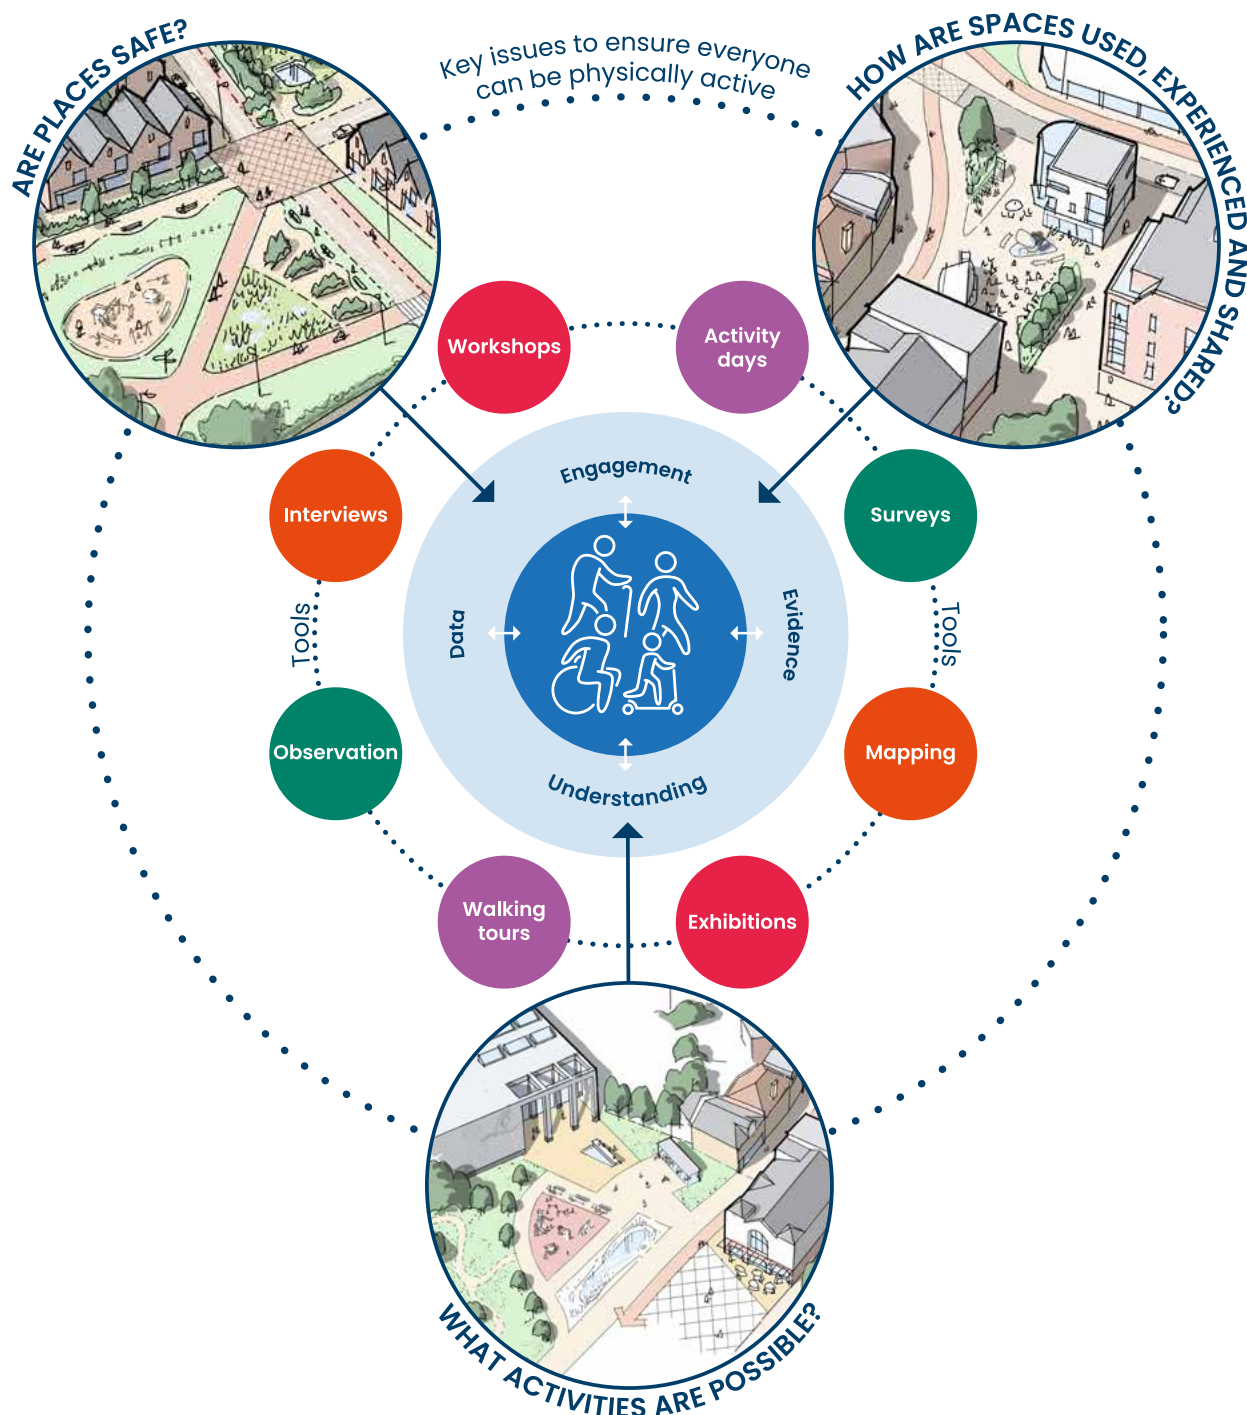 ARE PLACES SAFE?
Key issues to ensure everyone
can be physically active
HOW ARE SPACES USED, EXPERIENCED AND SHARED?
Workshops
Activity
days
Interviews
Engagement
Surveys
Tools
Data
Evidence
Tools
Observation
Understanding
Mapping
Walking
tours
Exhibitions
WHAT ACTIVITIES ARE POSSIBLE?